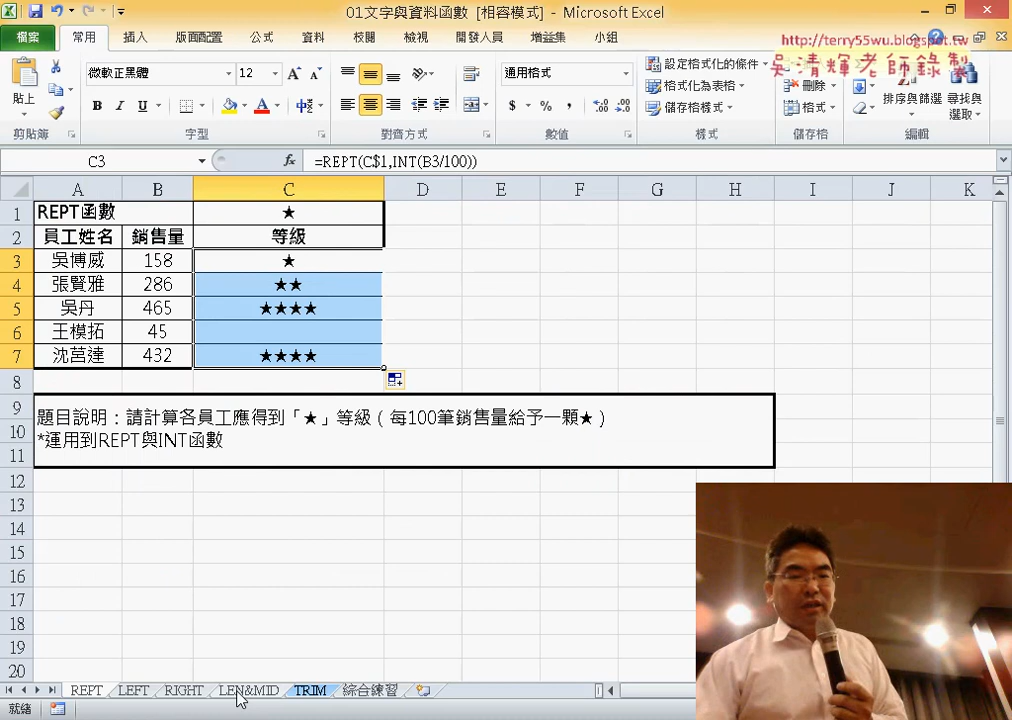 01文字與資料函數 [相容模式] - Microsoft Excel
檔案 常用 插入 版面配置 公式 資料 校閱 檢視 開發人員 增益集 小組
http://terry55wu.blogspot.tw
吳清輝老師錄製
貼上 微軟正黑體 12 通用格式 設定格式化的條件 格式化為表格 儲存格樣式 刪除 格式 排序與篩選 尋找與選取
剪貼簿 字型 對齊方式 數值 樣式 儲存格 編輯
C3 fx =REPT(C$1,INT(B3/100))
A B C D E F G H I J K
1 REPT函數 ★
2 員工姓名 銷售量 等級
3 吳博威 158 ★
4 張賢雅 286 ★★
5 吳丹 465 ★★★★
6 王模拓 45
7 沈莒達 432 ★★★★
8
9
題目說明：請計算各員工應得到「★」等級（每100筆銷售量給予一顆★）
10
*運用到REPT與INT函數
11
12
13
14
15
16
17
18
19
20
REPT LEFT RIGHT LEN&MID TRIM 綜合練習
就緒